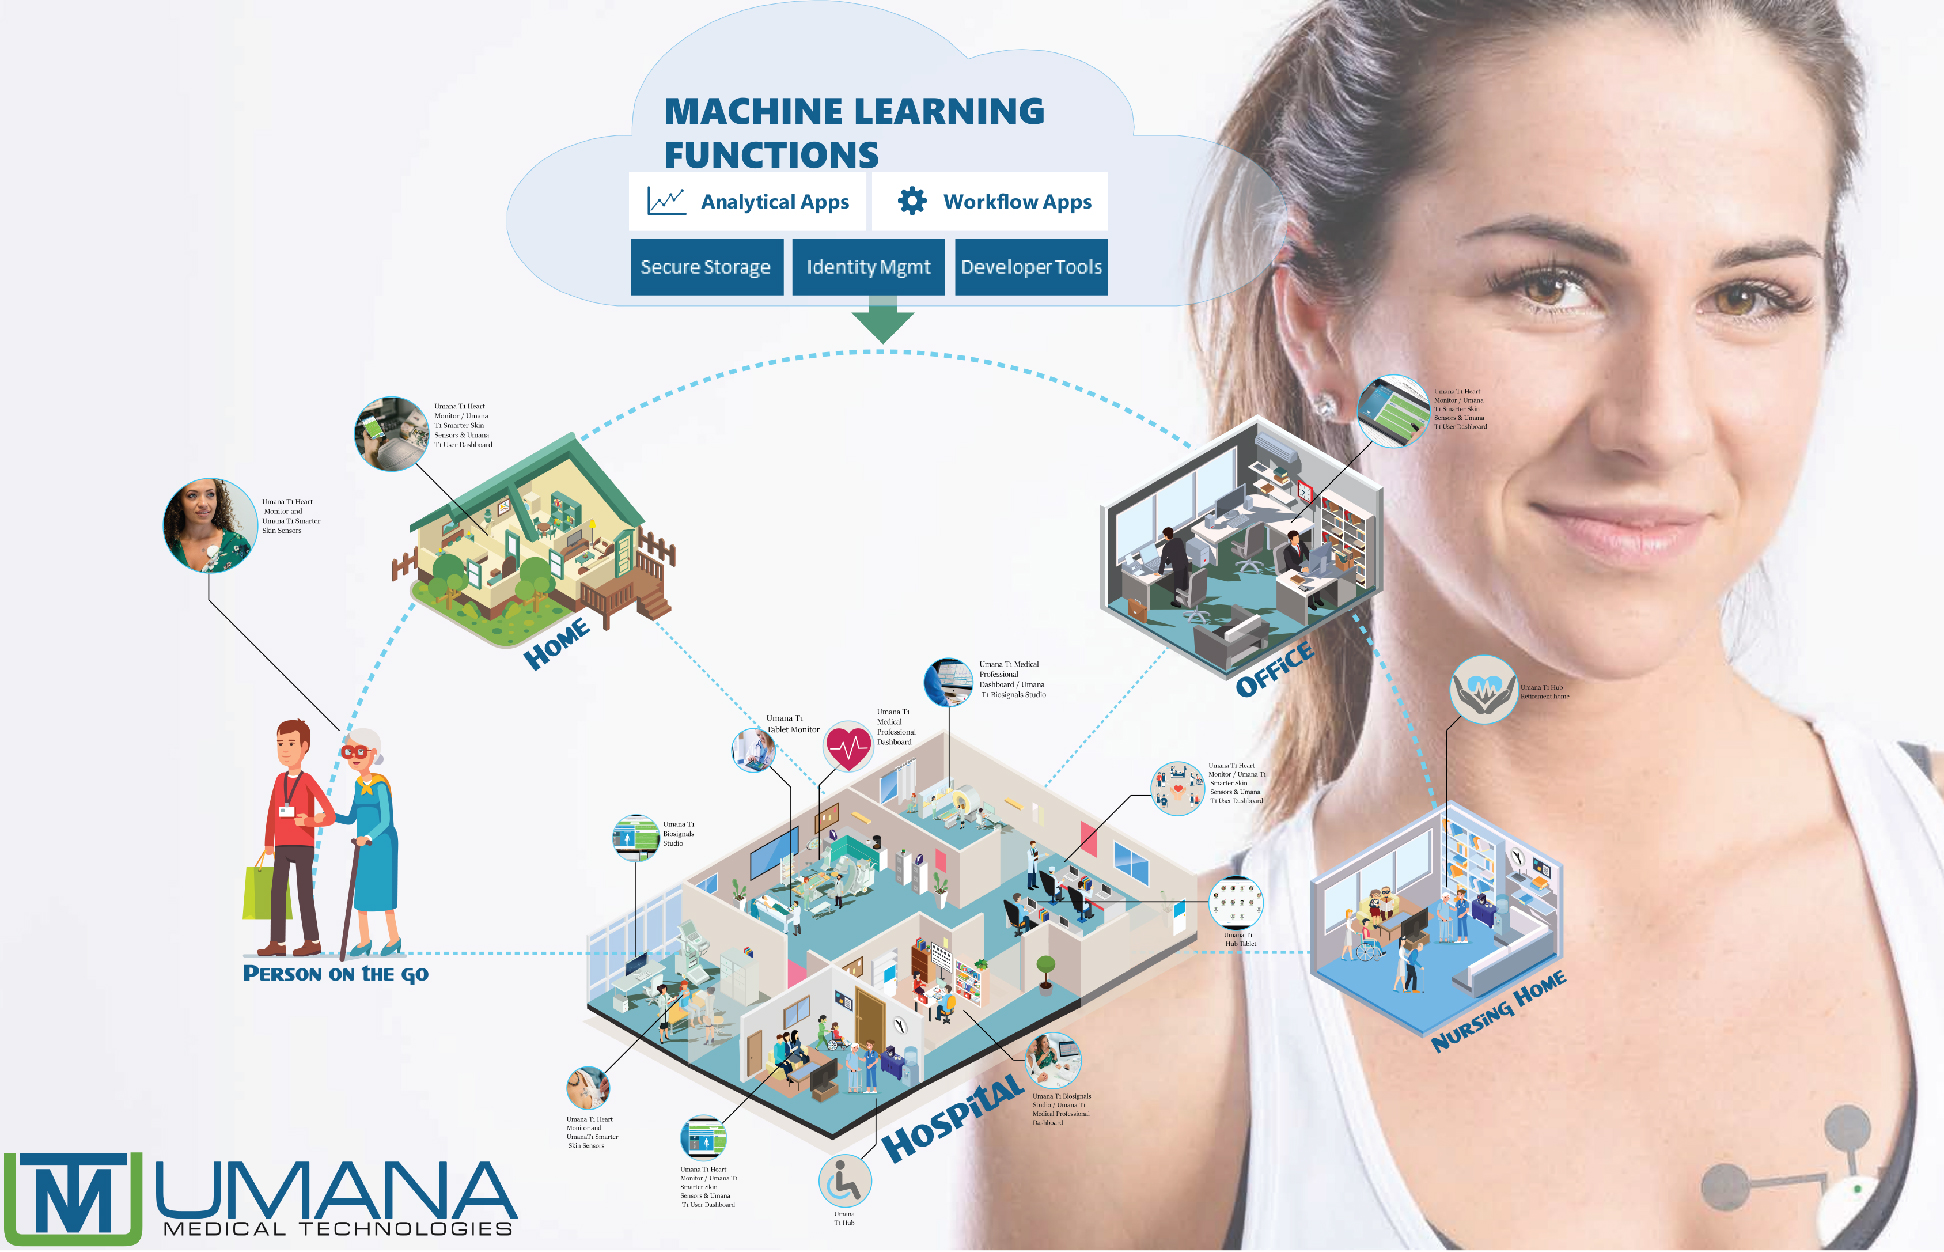 MACHINE LEARNING
FUNCTIONS
Analytical Apps
Workflow Apps
Secure Storage
Identity Mgmt
Developer Tools
Umana T1 Heart
Monitor / Umana
T1 Smarter Skin
Sensors & Umana
T1 User Dashboard
Umana T1 Heart
Monitor / Umana
T1 Smarter Skin
Sensors & Umana
T1 User Dashboard
Umana T1 Heart
Monitor and
Umana T1 Smarter
Skin Sensors
HOME
OFFICE
Umana T1 Medical
Professional
Dashboard / Umana
T1 Biosignals Studio
Umana T1 Hub
Retirement home
Umana T1
Tablet Monitor
Umana T1
Medical
Professional
Dashboard
Umana T1 Heart
Monitor / Umana T1
Smarter Skin
Sensors & Umana
T1 User Dashboard
Umana T1
Biosignals
Studio
Umana T1
Hub Tablet
PERSON ON THE GO
NURSING HOME
HOSPITAL
Umana T1 Biosignals
Studio / Umana T1
Medical Professional
Dashboard
Umana T1 Heart
Monitor and
UmanaT1 Smarter
Skin Sensors
Umana T1 Heart
Monitor / Umana T1
Smarter Skin
Sensors & Umana
T1 User Dashboard
Umana
T1 Hub
UMANA
MEDICAL TECHNOLOGIES